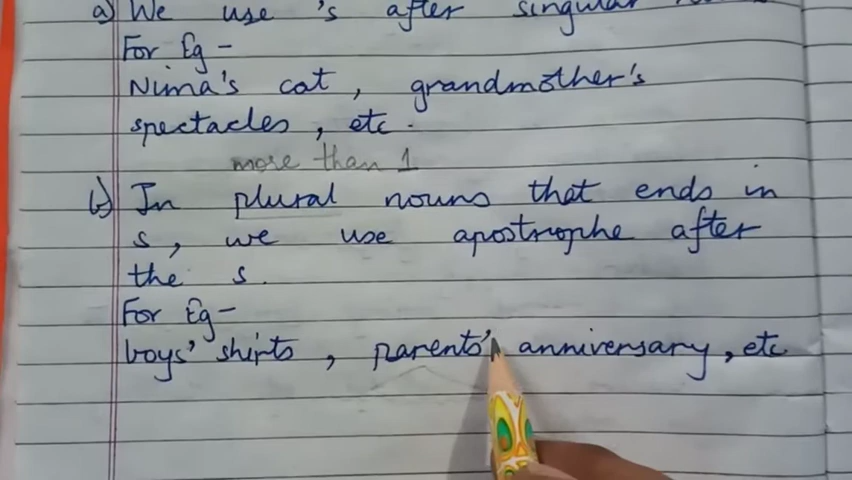 a) We use 's after singular
For Eg -
Nima's cat, grandmother's
spectacles, etc.
more than 1
b) In plural nouns that ends in
s, we use apostrophe after
the s.
For Eg -
boys' shirts, parents' anniversary, etc